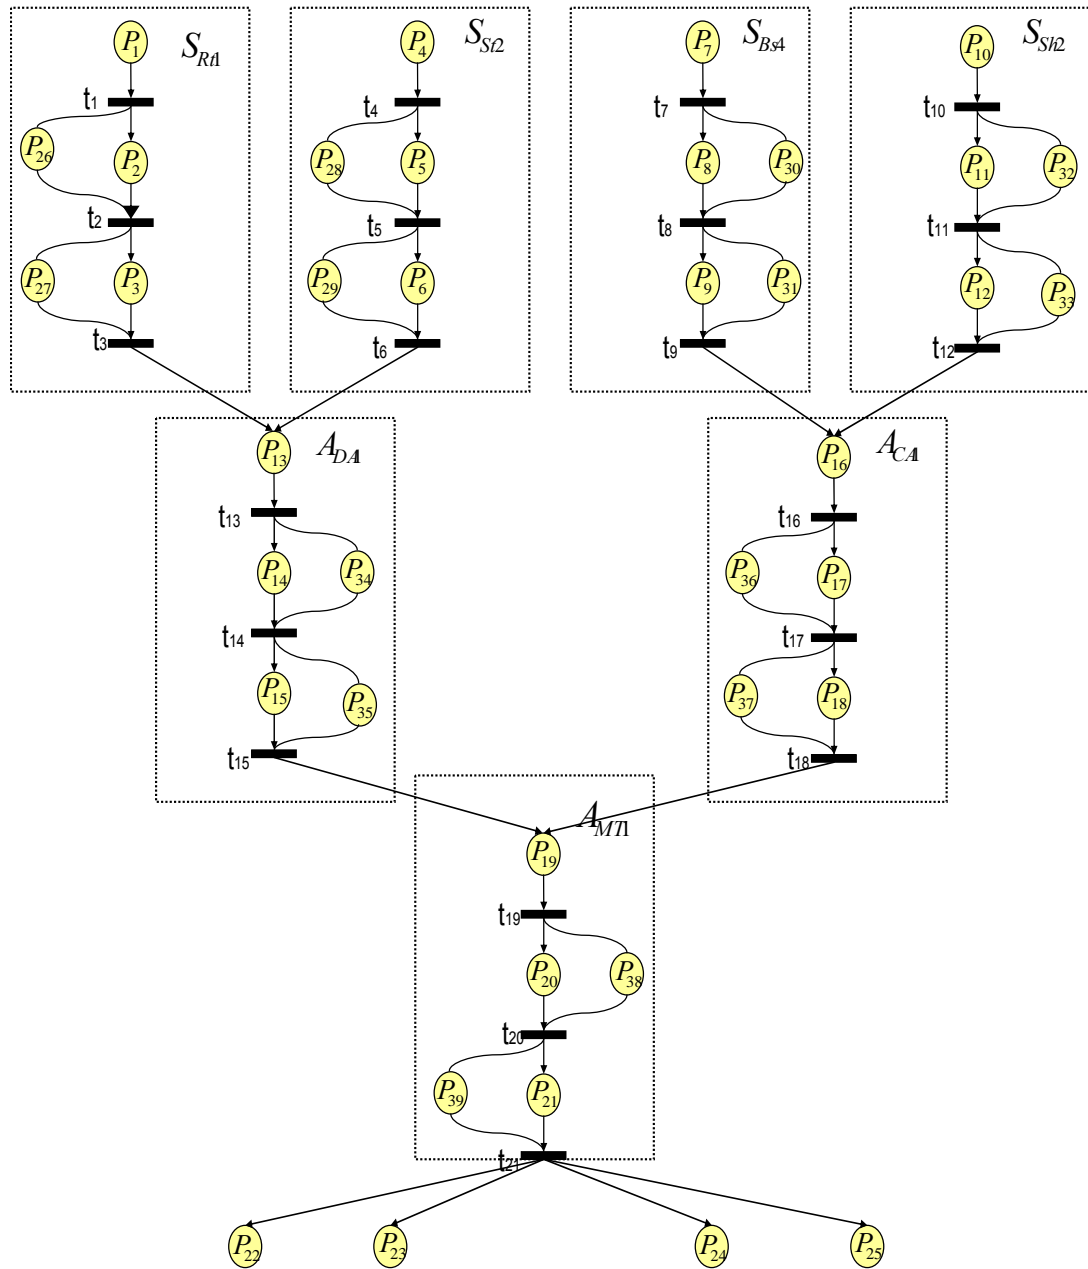 P1 S_Rt1 P4 S_St2 P7 S_Bs4 P10 S_Sh2
t1 t4 t7 t10
P26 P2 P28 P5 P8 P30 P11 P32
t2 t5 t8 t11
P27 P3 P29 P6 P9 P31 P12 P33
t3 t6 t9 t12
P13 A_DA1 P16 A_CA1
t13 t16
P14 P34 P36 P17
t14 t17
P15 P35 P37 P18
t15 t18
A_MT1
P19
t19
P20 P38
t20
P39 P21
t21
P22 P23 P24 P25